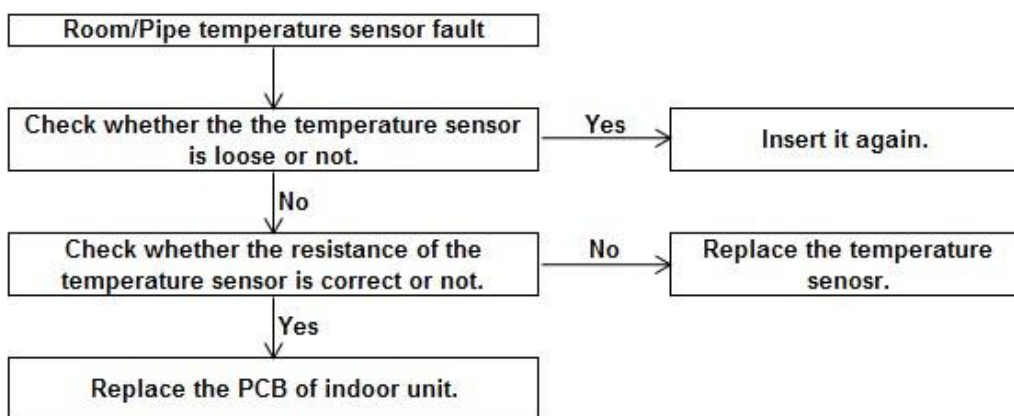 Room/Pipe temperature sensor fault
Check whether the the temperature sensor
is loose or not.
Yes
Insert it again.
No
Check whether the resistance of the
temperature sensor is correct or not.
No
Replace the temperature
senosr.
Yes
Replace the PCB of indoor unit.